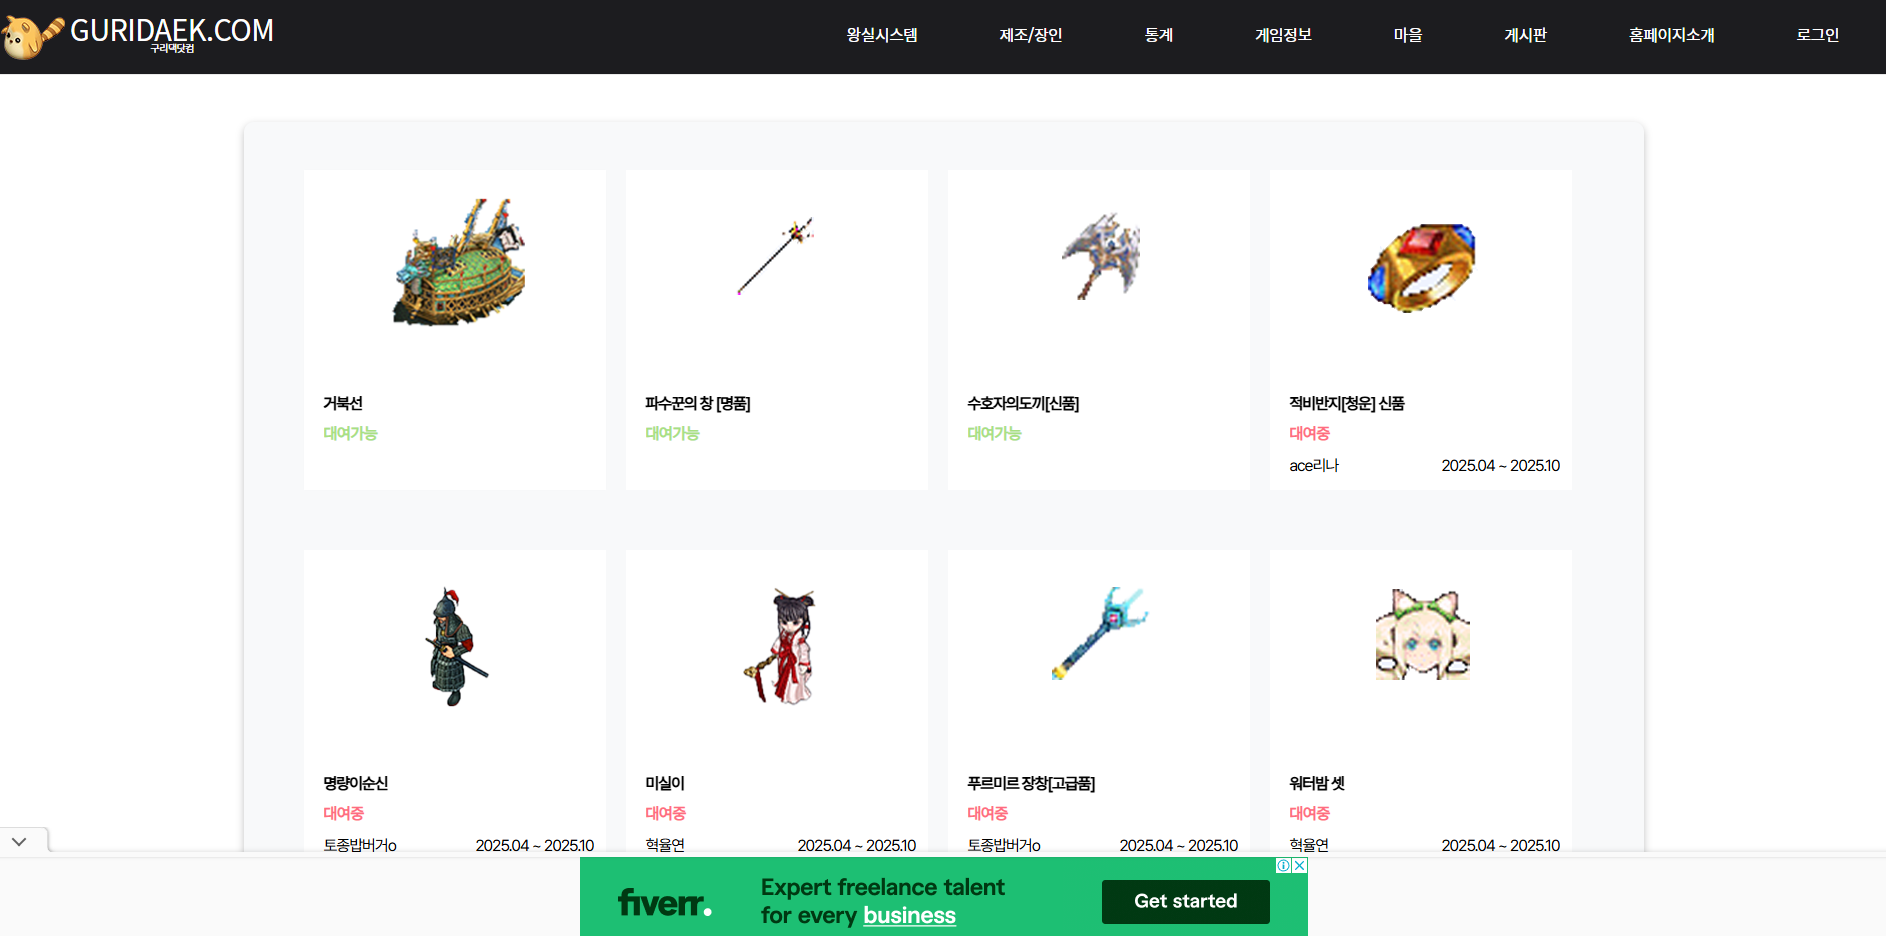 GURIDAEK.COM
구리댁닷컴
왕실시스템 제조/장인 통계 게임정보 마을 게시판 홈페이지소개 로그인
거북선
대여가능
파수꾼의 창 [명품]
대여가능
수호자의도끼[신품]
대여가능
적비반지[청운] 신품
대여중
ace리나 2025.04 ~ 2025.10
명량이순신
대여중
토종밥버거o 2025.04 ~ 2025.10
미실이
대여중
혁율연 2025.04 ~ 2025.10
푸르미르 장창[고급품]
대여중
토종밥버거o 2025.04 ~ 2025.10
워터밤 셋
대여중
혁율연 2025.04 ~ 2025.10
fiverr.
Expert freelance talent
for every business
Get started